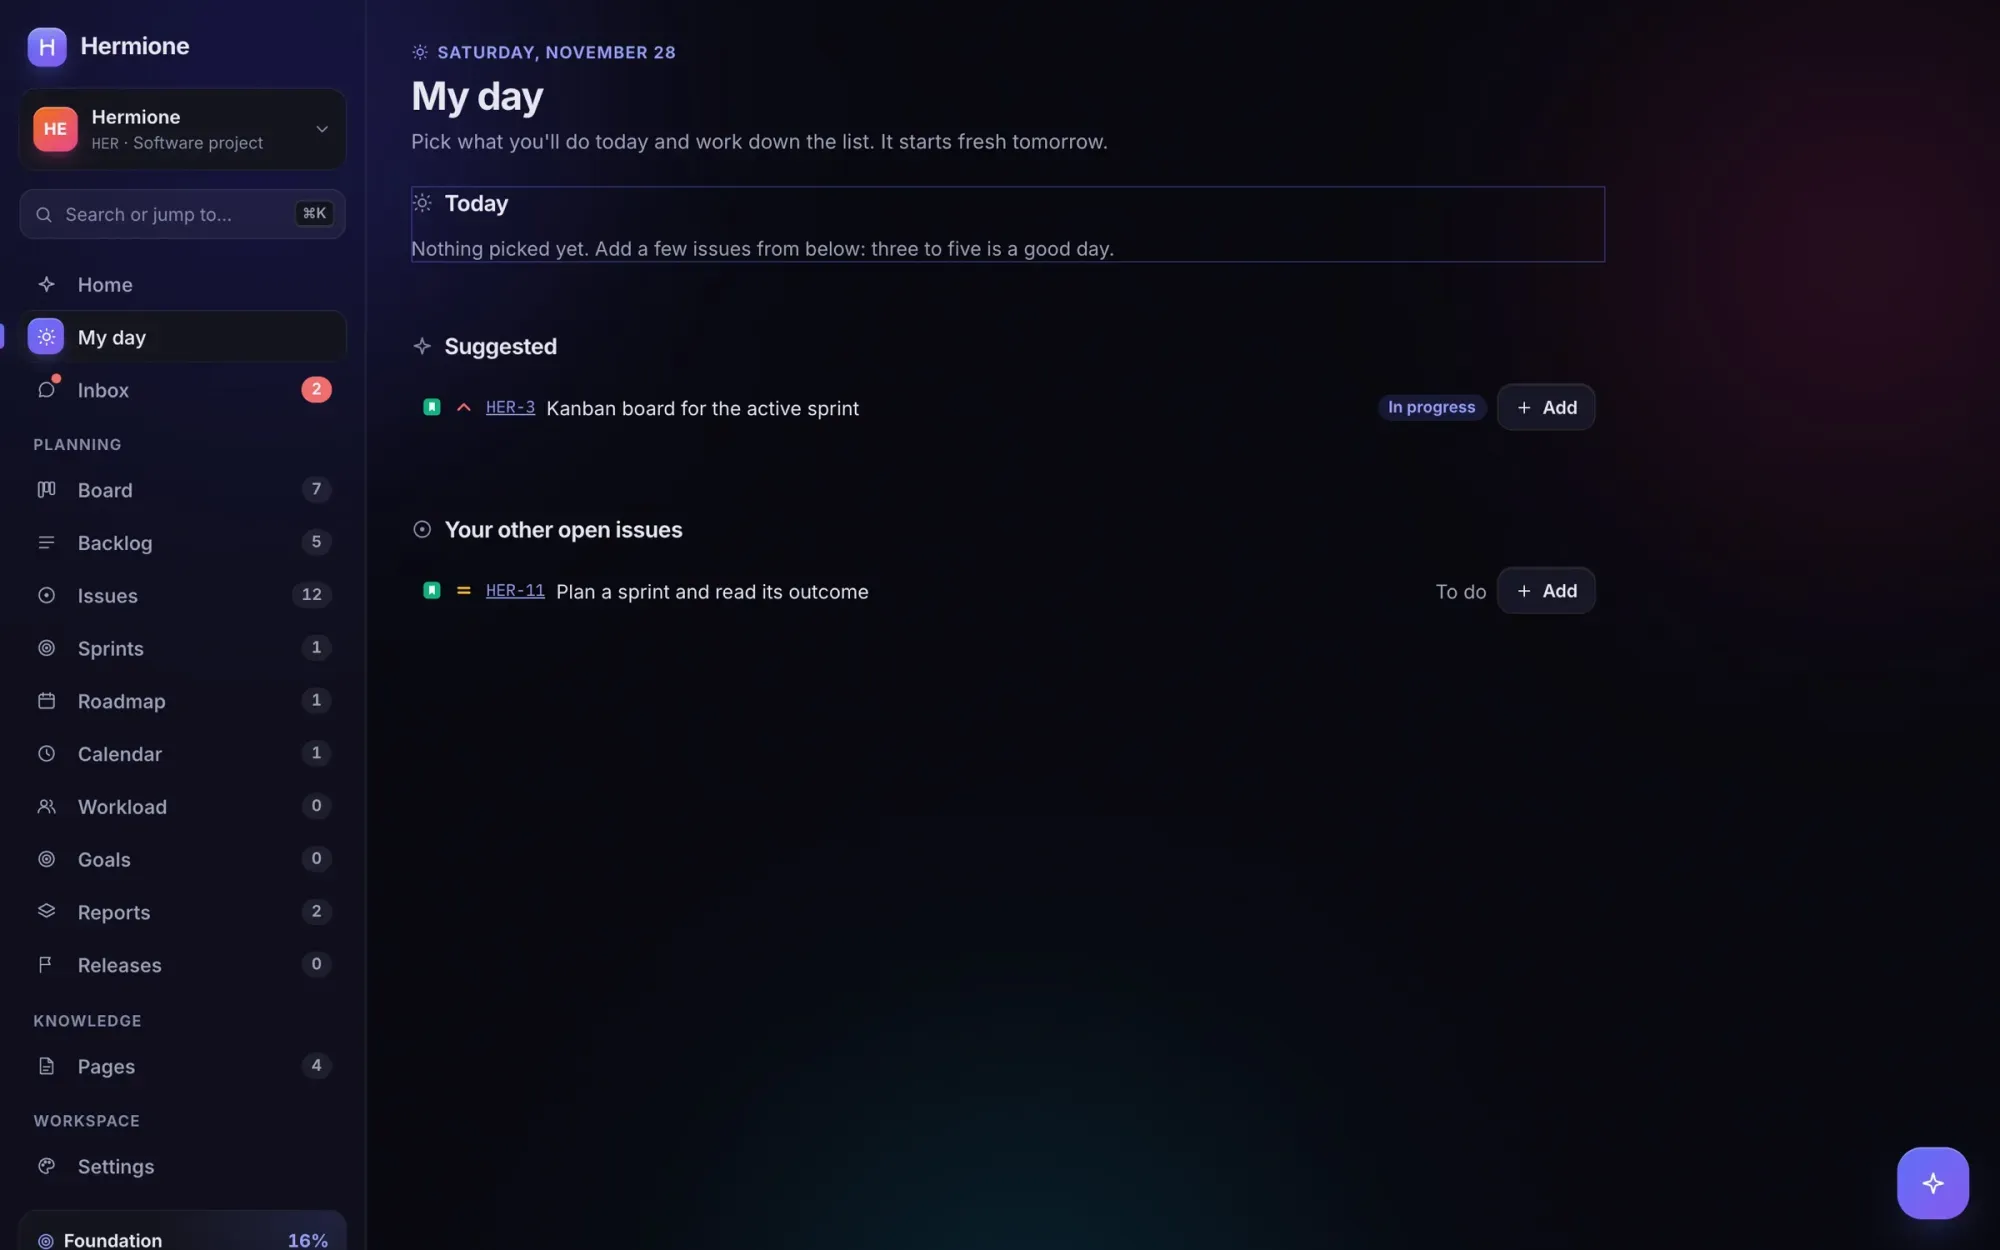 H Hermione
HE Hermione
HER · Software project
Search or jump to... ⌘K
Home
My day
Inbox 2
PLANNING
Board 7
Backlog 5
Issues 12
Sprints 1
Roadmap 1
Calendar 1
Workload 0
Goals 0
Reports 2
Releases 0
KNOWLEDGE
Pages 4
WORKSPACE
Settings
Foundation 16%
SATURDAY, NOVEMBER 28
My day
Pick what you'll do today and work down the list. It starts fresh tomorrow.
Today
Nothing picked yet. Add a few issues from below: three to five is a good day.
Suggested
HER-3 Kanban board for the active sprint In progress + Add
Your other open issues
HER-11 Plan a sprint and read its outcome To do + Add